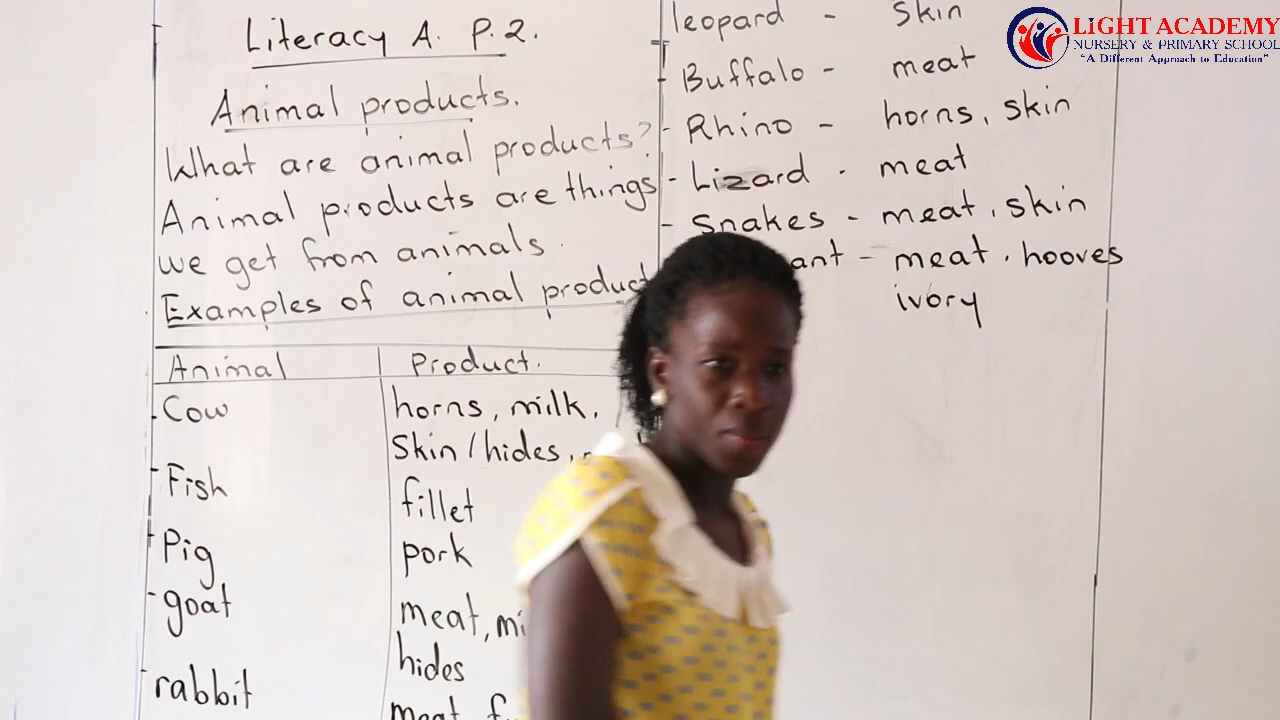 Literacy A. P.2.
Animal products.
What are animal products?
Animal products are things
we get from animals.
Examples of animal
Animal Product.
- Cow horns, milk,
Skin / hides,
- Fish fillet
- Pig pork
- goat meat,
hides
- rabbit meat
leopard - Skin
- Buffalo - meat
- Rhino - horns, skin
- Lizard - meat
- Snakes - meat, skin
- meat, hooves
ivory
LIGHT ACADEMY
NURSERY & PRIMARY SCHOOL
"A Different Approach to Education"